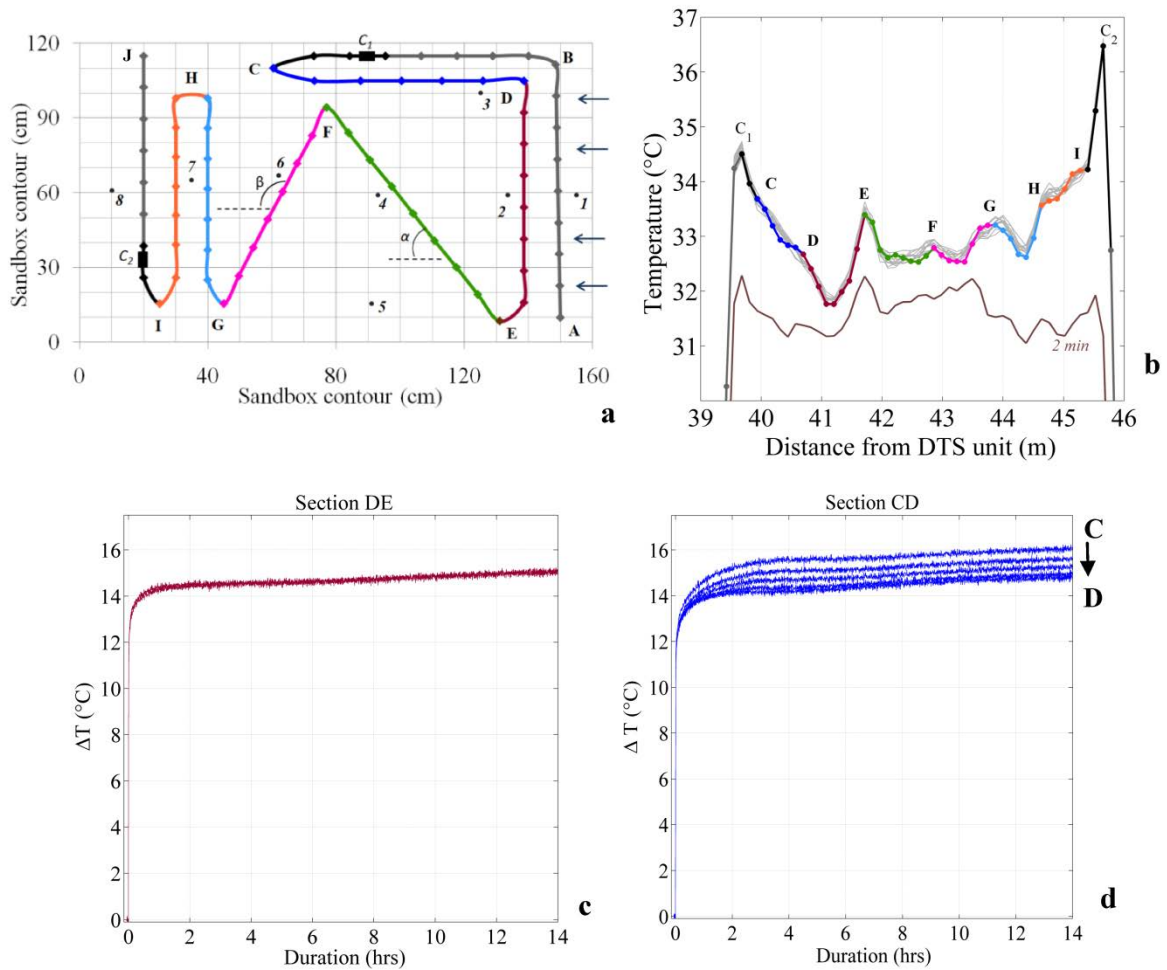 120
90
60
30
0
Sandbox contour (cm)
J
H
C1
B
C
D
3
F
6
7
β
4
2
1
8
α
C2
5
I
G
E
A
0
40
80
120
160
Sandbox contour (cm)
a
37
36
35
34
33
32
31
Temperature (°C)
C2
C1
C
D
E
F
G
H
I
2 min
39
40
41
42
43
44
45
46
Distance from DTS unit (m)
b
Section DE
16
14
12
10
8
6
4
2
0
ΔT (°C)
0
2
4
6
8
10
12
14
Duration (hrs)
c
Section CD
16
14
12
10
8
6
4
2
0
Δ T (°C)
C
D
0
2
4
6
8
10
12
14
Duration (hrs)
d